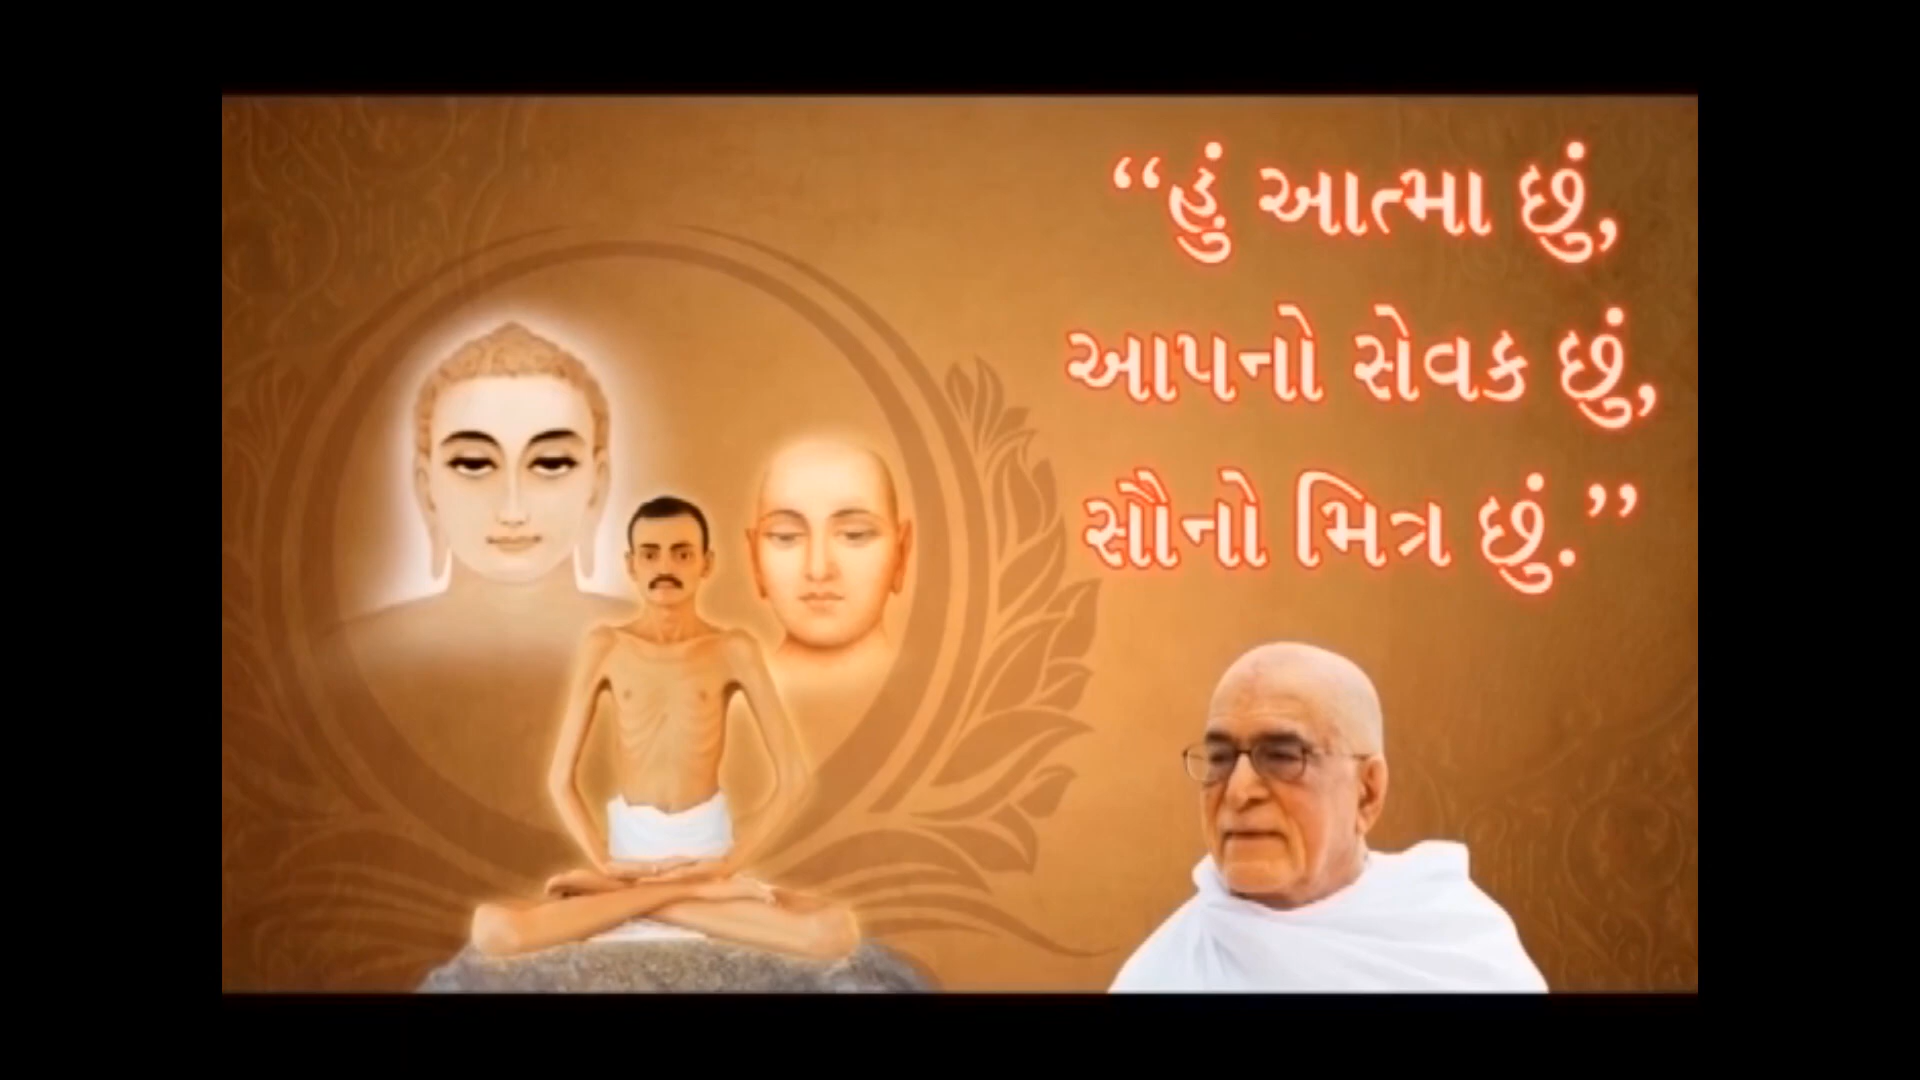 “હું આત્મા છું,
આપનો સેવક છું,
સૌનો મિત્ર છું.”